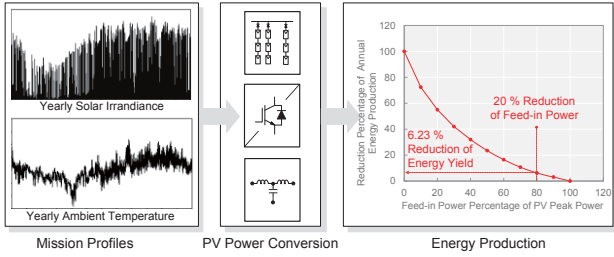 Yearly Solar Irrandiance
Yearly Ambient Temperature
Mission Profiles
PV Power Conversion
Reduction Percentage of Annual
Energy Production
120
100
80
60
40
20
0
20 % Reduction
of Feed-in Power
6.23 %
Reduction of
Energy Yield
0 20 40 60 80 100 120
Feed-in Power Percentage of PV Peak Power
Energy Production